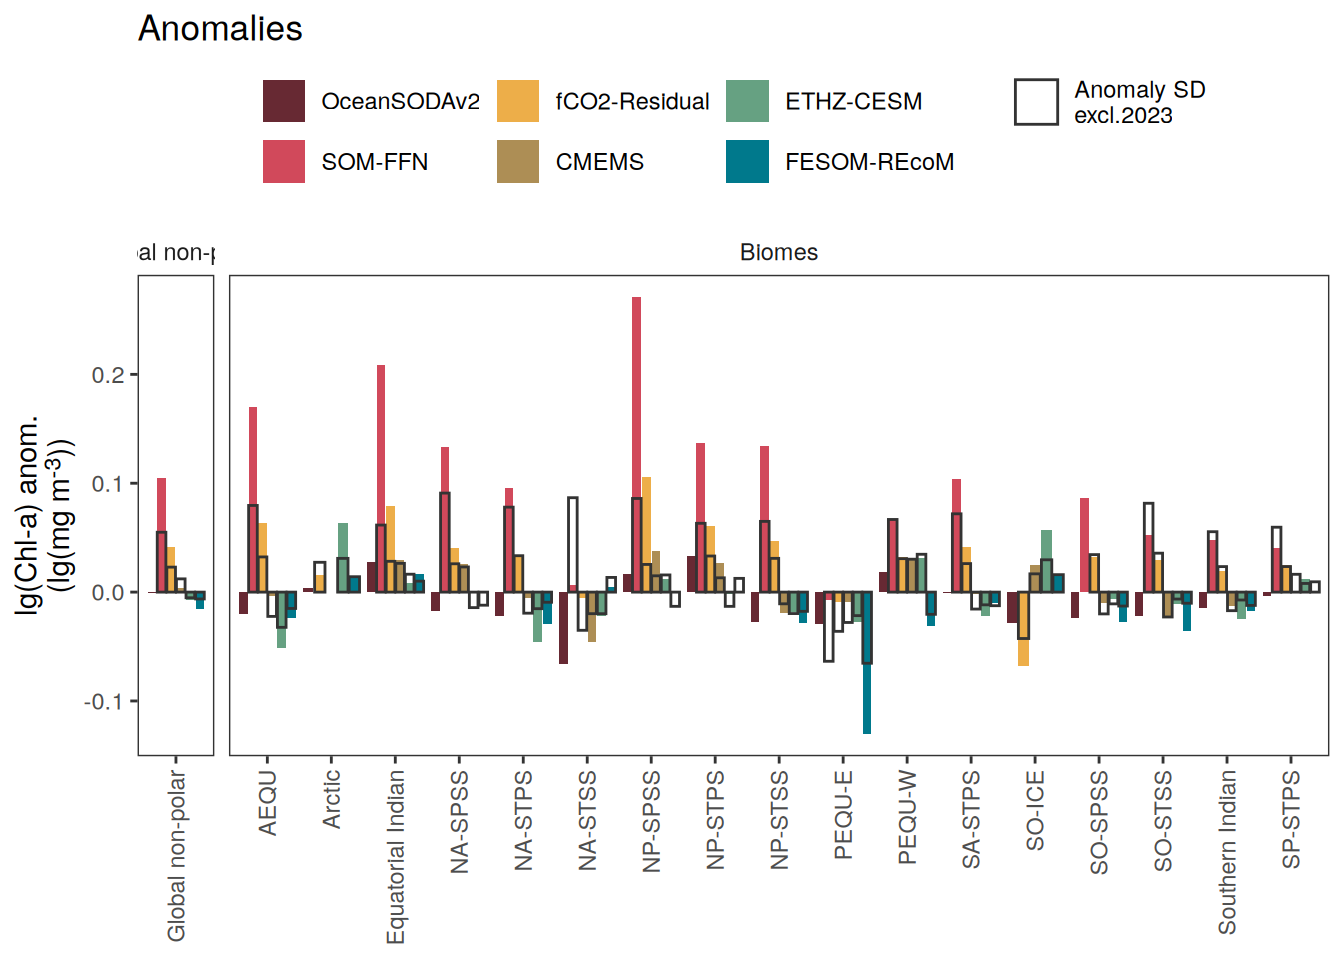 Anomalies
OceanSODAv2
fCO2-Residual
ETHZ-CESM
Anomaly SD
excl.2023
SOM-FFN
CMEMS
FESOM-REcoM
al non-p
Biomes
lg(Chl-a) anom.
(lg(mg m-3))
0.2
0.1
0.0
-0.1
Global non-polar
AEQU
Arctic
Equatorial Indian
NA-SPSS
NA-STPS
NA-STSS
NP-SPSS
NP-STPS
NP-STSS
PEQU-E
PEQU-W
SA-STPS
SO-ICE
SO-SPSS
SO-STSS
Southern Indian
SP-STPS